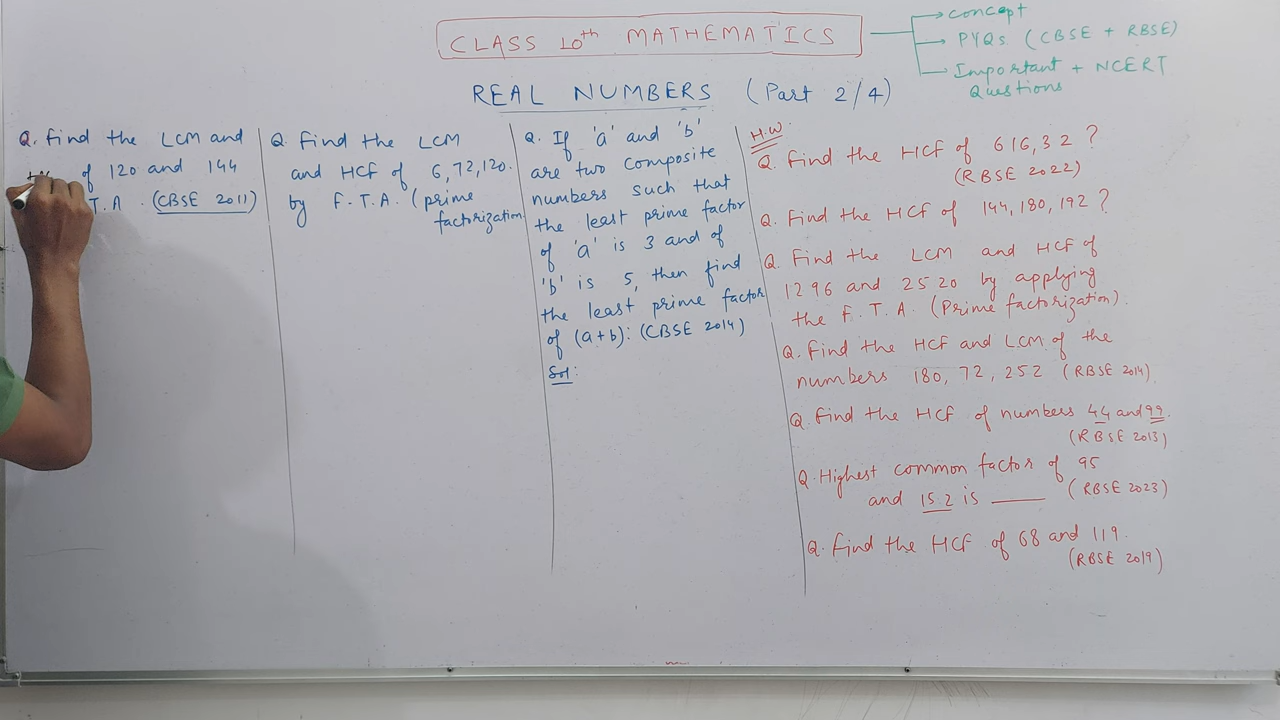 CLASS 10th MATHEMATICS
concept
PYQs (CBSE + RBSE)
Important + NCERT
Questions
REAL NUMBERS (Part 2/4)
Q. Find the LCM and
of 120 and 144
T.A. (CBSE 2011)
Q. Find the LCM
and HCF of 6, 72, 120.
by F.T.A. (prime
factorization
Q. If 'a' and 'b'
are two composite
numbers such that
the least prime factor
of 'a' is 3 and of
'b' is 5, then find
the least prime factor
of (a+b): (CBSE 2014)
Sol:
H.W
Q. Find the HCF of 616, 32 ?
(RBSE 2022)
Q. Find the HCF of 144, 180, 192 ?
Q. Find the LCM and HCF of
1296 and 2520 by applying
the F.T.A. (Prime factorization).
Q. Find the HCF and LCM of the
numbers 180, 72, 252 (RBSE 2014).
Q. Find the HCF of numbers 44 and 99.
(RBSE 2013)
Q. Highest common factor of 95
and 152 is ____ (RBSE 2023)
Q. Find the HCF of 68 and 119.
(RBSE 2019)